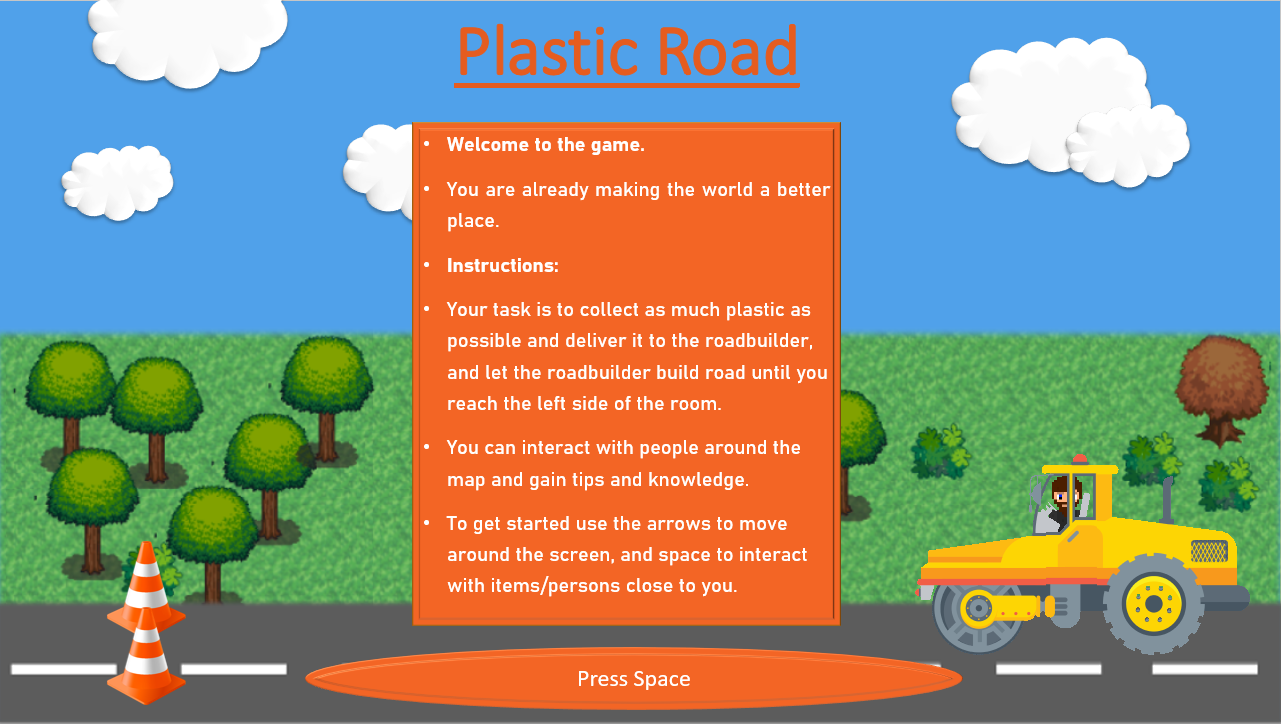 Plastic Road
• Welcome to the game.
• You are already making the world a better
place.
• Instructions:
• Your task is to collect as much plastic as
possible and deliver it to the roadbuilder,
and let the roadbuilder build road until you
reach the left side of the room.
• You can interact with people around the
map and gain tips and knowledge.
• To get started use the arrows to move
around the screen, and space to interact
with items/persons close to you.
Press Space